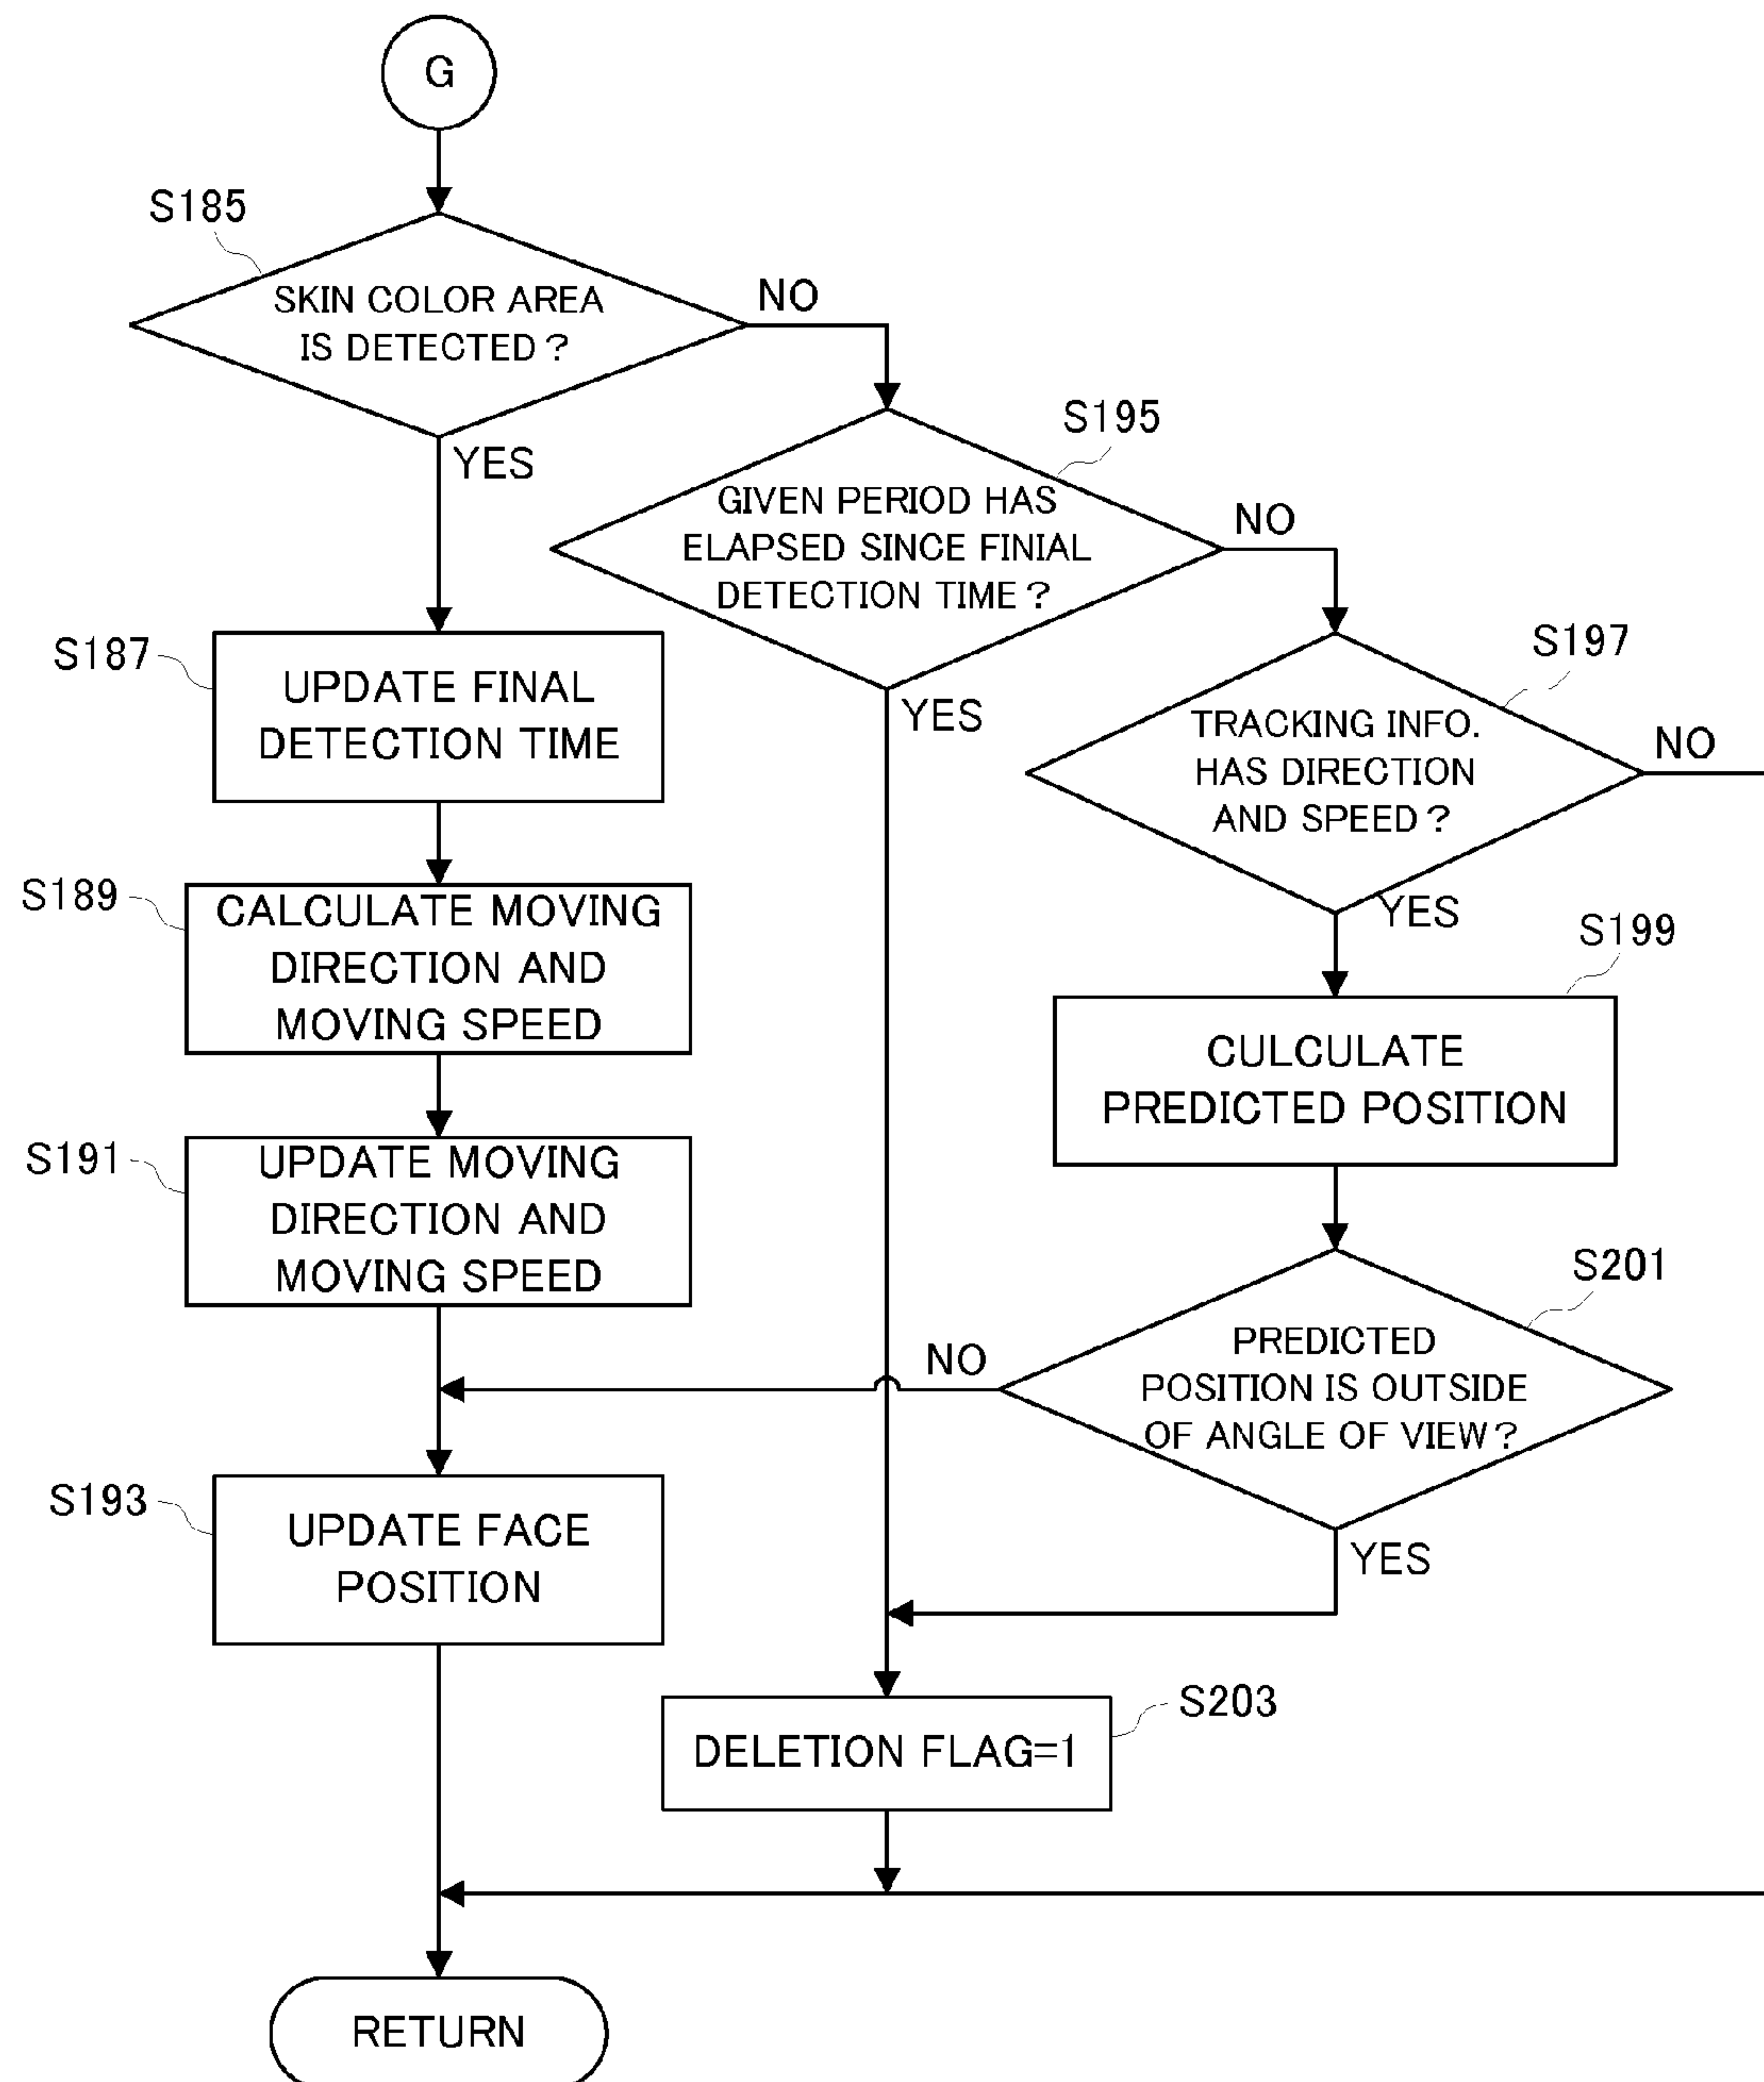 G
S185
SKIN COLOR AREA
IS DETECTED?
NO
YES
S195
GIVEN PERIOD HAS
ELAPSED SINCE FINIAL
DETECTION TIME?
NO
YES
S187
UPDATE FINAL
DETECTION TIME
S197
TRACKING INFO.
HAS DIRECTION
AND SPEED?
NO
YES
S189
CALCULATE MOVING
DIRECTION AND
MOVING SPEED
S199
CULCULATE
PREDICTED POSITION
S191
UPDATE MOVING
DIRECTION AND
MOVING SPEED
S201
PREDICTED
POSITION IS OUTSIDE
OF ANGLE OF VIEW?
NO
YES
S193
UPDATE FACE
POSITION
S203
DELETION FLAG=1
RETURN